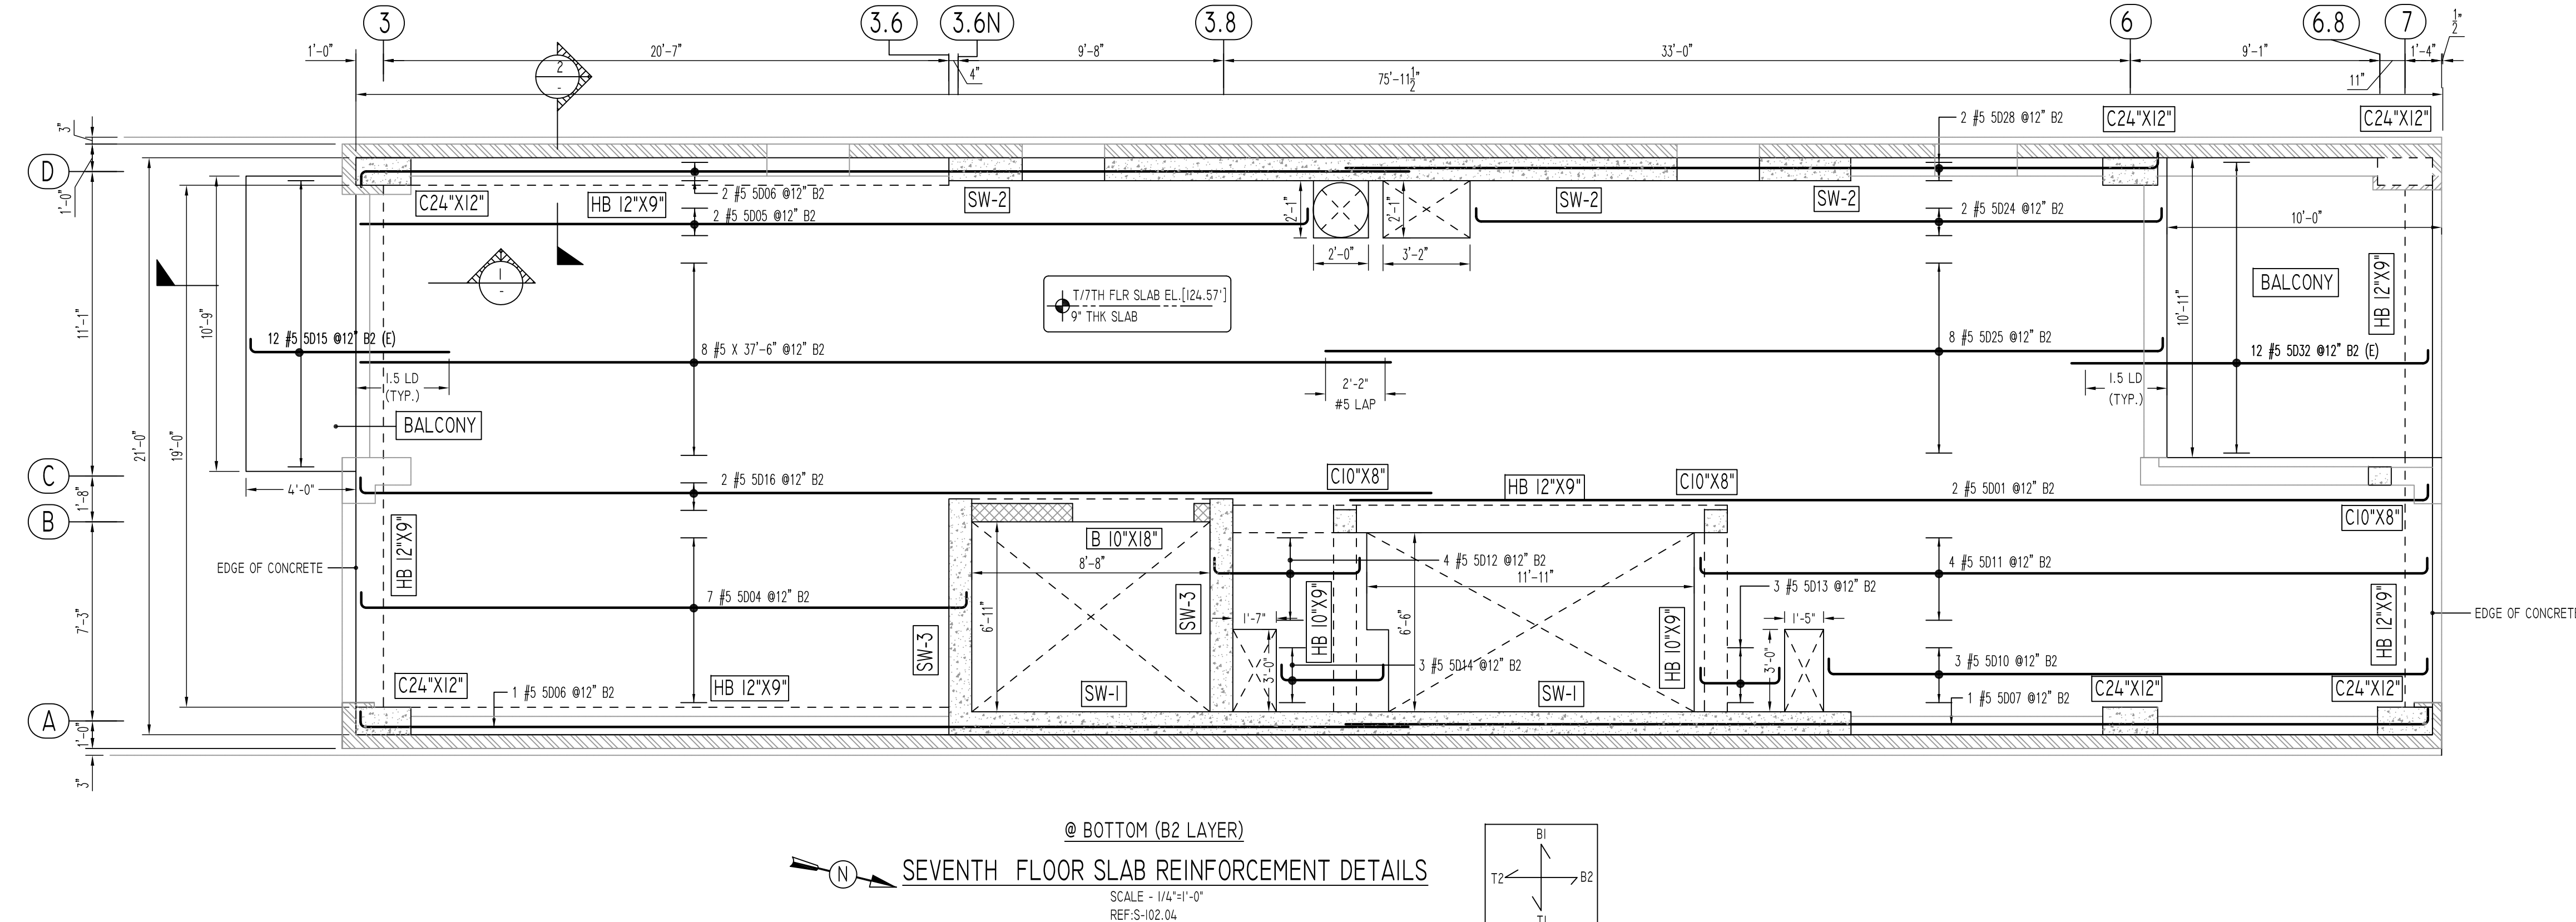 3
3.6
3.6N
3.8
6
6.8
7
1/2"
1'-0"
20'-7"
4"
9'-8"
33'-0"
9'-1"
11"
1'-4"
75'-11 1/2"
2
-
3"
D
1'-0"
C24"X12"
C24"X12"
2 #5 5D28 @12" B2
C24"X12"
HB 12"X9"
2 #5 5D06 @12" B2
2 #5 5D05 @12" B2
SW-2
2'-1"
2'-1"
2'-0"
3'-2"
SW-2
SW-2
2 #5 5D24 @12" B2
10'-0"
BALCONY
HB 12"X9"
10'-11"
1
-
T/7TH FLR SLAB EL.[124.57']
9" THK SLAB
11'-1"
21'-0"
19'-0"
10'-9"
12 #5 5D15 @12" B2 (E)
8 #5 X 37'-6" @12" B2
8 #5 5D25 @12" B2
12 #5 5D32 @12" B2 (E)
1.5 LD
(TYP.)
2'-2"
#5 LAP
1.5 LD
(TYP.)
BALCONY
C
4'-0"
1'-8"
B
2 #5 5D16 @12" B2
C10"X8"
HB 12"X9"
C10"X8"
2 #5 5D01 @12" B2
C10"X8"
HB 12"X9"
EDGE OF CONCRETE
B 10"X18"
8'-8"
6'-11"
SW-3
SW-3
4 #5 5D12 @12" B2
11'-11"
6'-6"
4 #5 5D11 @12" B2
3 #5 5D13 @12" B2
1'-7"
HB 10"X9"
HB 10"X9"
1'-5"
HB 12"X9"
EDGE OF CONCRETE
7'-3"
7 #5 5D04 @12" B2
3'-0"
3 #5 5D14 @12" B2
3'-0"
3 #5 5D10 @12" B2
C24"X12"
1 #5 5D06 @12" B2
HB 12"X9"
SW-1
SW-1
1 #5 5D07 @12" B2
C24"X12"
C24"X12"
A
1'-0"
3"
@ BOTTOM (B2 LAYER)
N
SEVENTH FLOOR SLAB REINFORCEMENT DETAILS
SCALE - 1/4"=1'-0"
REF:S-102.04
B1
T2
B2
T1